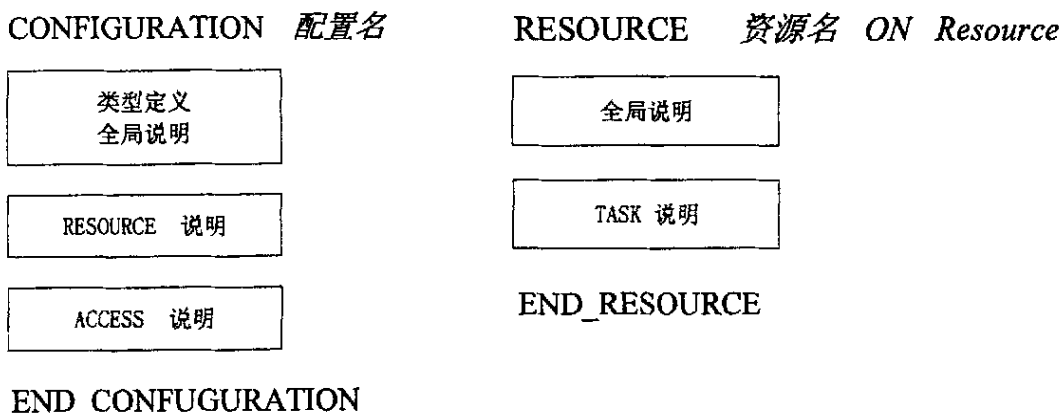 CONFIGURATION 配置名
类型定义
全局说明
RESOURCE 说明
ACCESS 说明
END CONFUGURATION
RESOURCE 资源名 ON Resource
全局说明
TASK 说明
END_RESOURCE